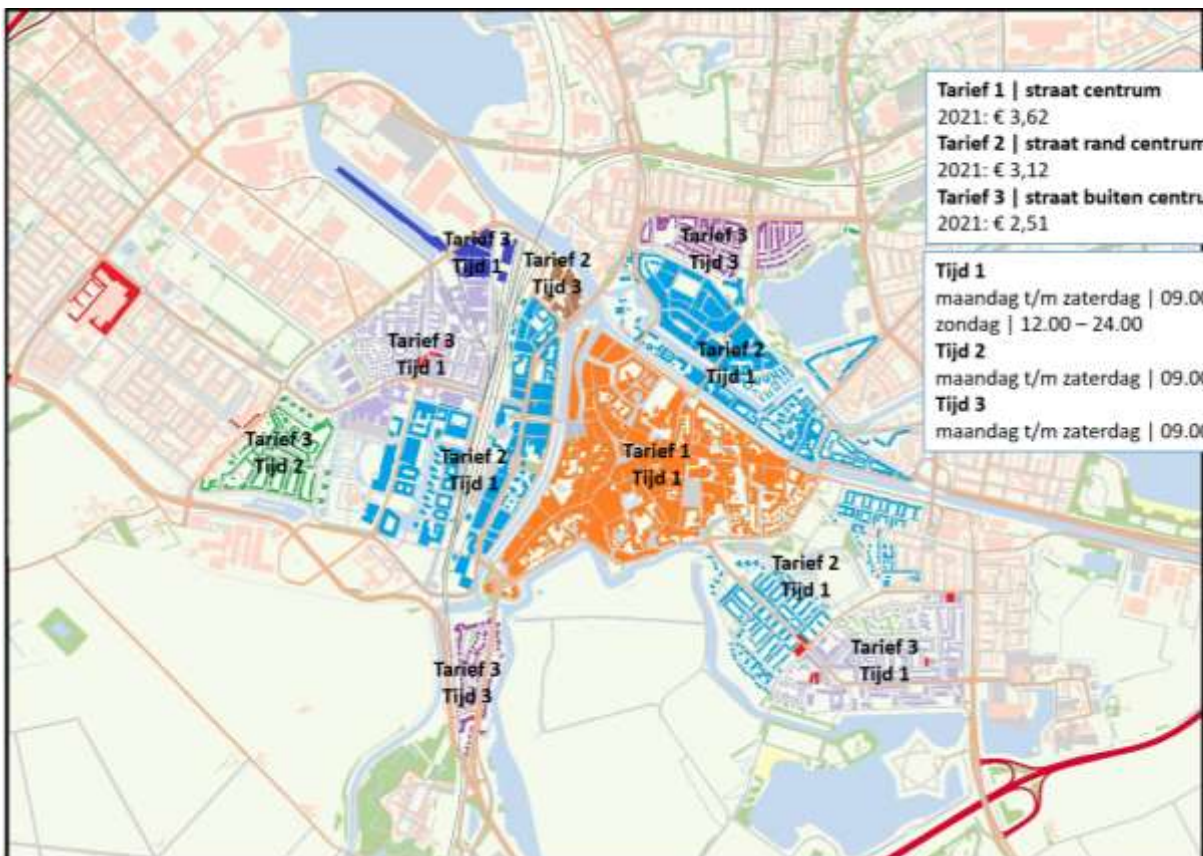 Tarief 1 | straat centrum
2021: € 3,62
Tarief 2 | straat rand centrum
2021: € 3,12
Tarief 3 | straat buiten centru
2021: € 2,51
Tijd 1
maandag t/m zaterdag | 09.00
zondag | 12.00 – 24.00
Tijd 2
maandag t/m zaterdag | 09.00
Tijd 3
maandag t/m zaterdag | 09.00
Tarief 3
Tijd 1
Tarief 2
Tijd 3
Tarief 3
Tijd 3
Tarief 3
Tijd 1
Tarief 2
Tijd 1
Tarief 3
Tijd 2
Tarief 2
Tijd 1
Tarief 1
Tijd 1
Tarief 2
Tijd 1
Tarief 3
Tijd 1
Tarief 3
Tijd 3